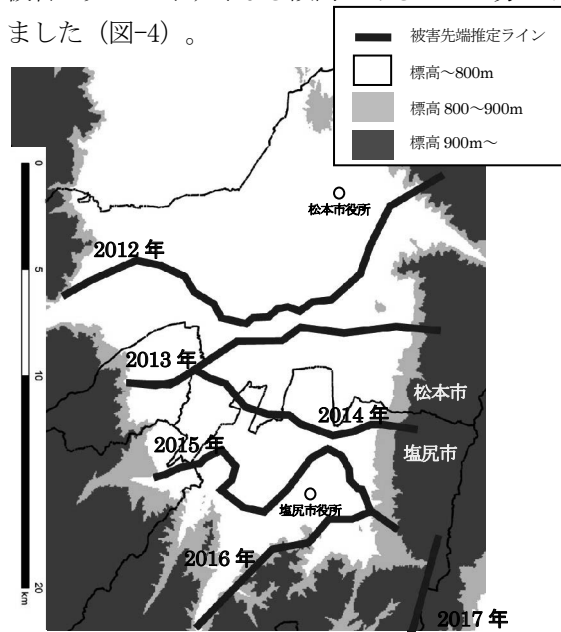 ました（図-4）。
被害先端推定ライン
標高～800m
標高 800～900m
標高 900m～
0
松本市役所
2012 年
5
2013 年
10
松本市
2014 年
2015 年
塩尻市
塩尻市役所
2016 年
20
km
2017 年